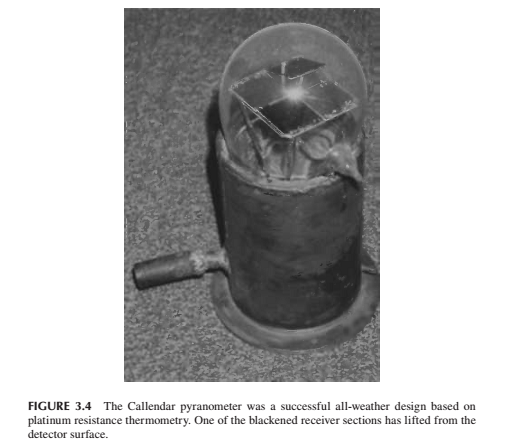 FIGURE 3.4 The Callendar pyranometer was a successful all-weather design based on
platinum resistance thermometry. One of the blackened receiver sections has lifted from the
detector surface.